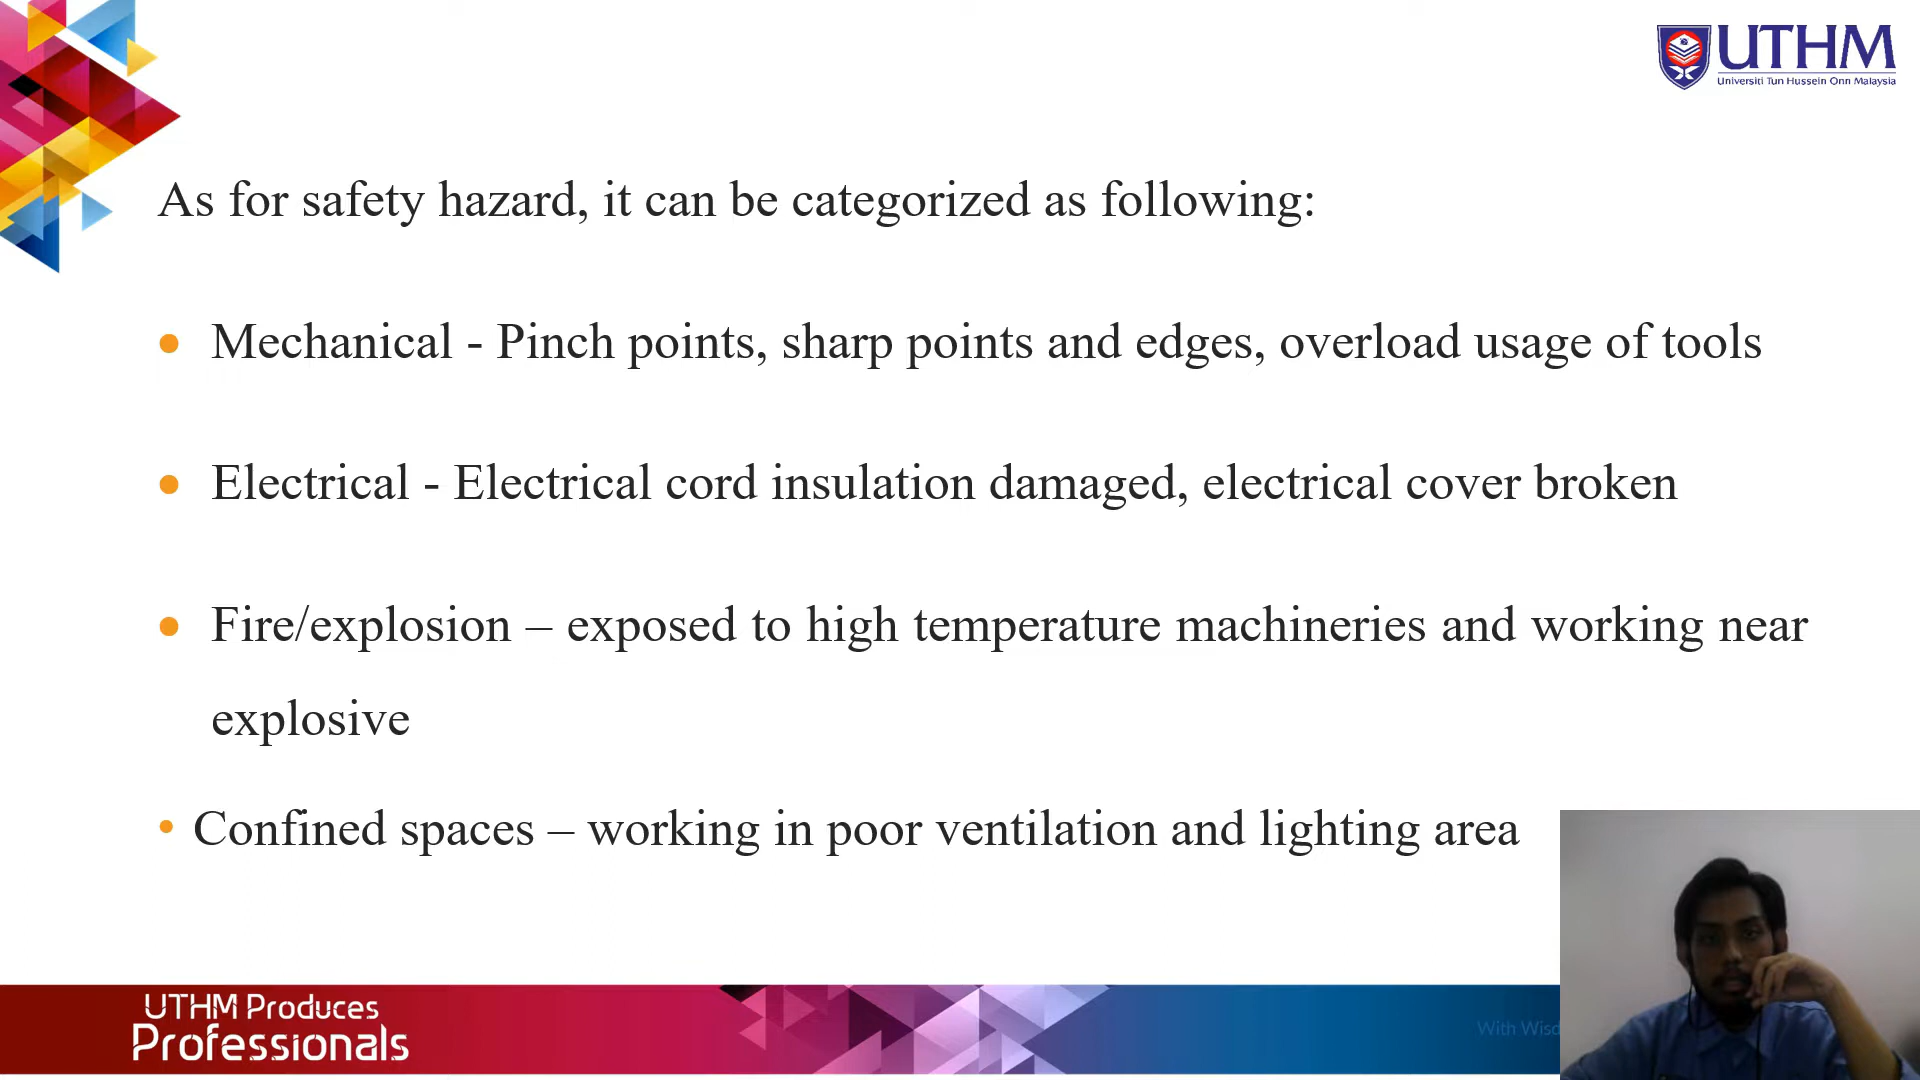 UTHM
Universiti Tun Hussein Onn Malaysia
As for safety hazard, it can be categorized as following:
• Mechanical - Pinch points, sharp points and edges, overload usage of tools
• Electrical - Electrical cord insulation damaged, electrical cover broken
• Fire/explosion – exposed to high temperature machineries and working near
explosive
• Confined spaces – working in poor ventilation and lighting area
UTHM Produces
Professionals
With